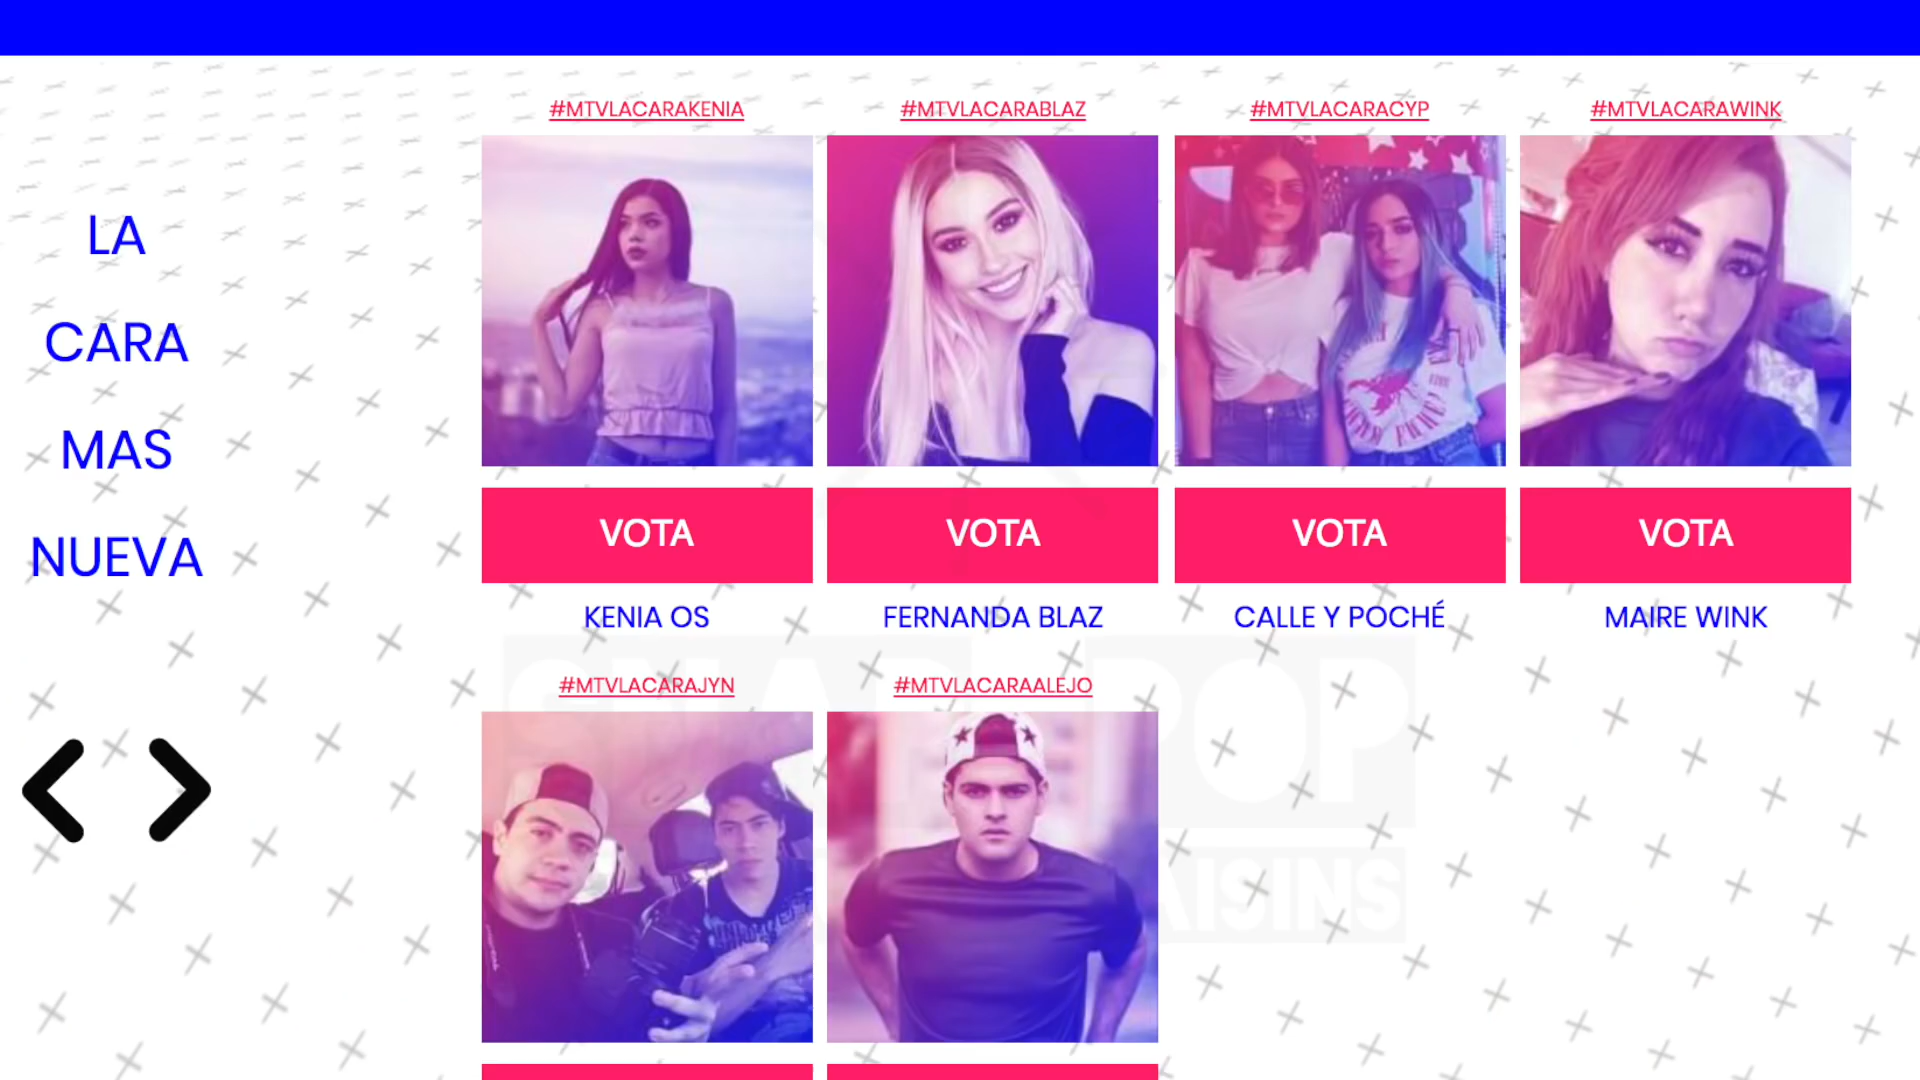 LA
CARA
MAS
NUEVA
#MTVLACARAKENIA
#MTVLACARABLAZ
#MTVLACARACYP
#MTVLACARAWINK
VOTA
VOTA
VOTA
VOTA
KENIA OS
FERNANDA BLAZ
CALLE Y POCHÉ
MAIRE WINK
#MTVLACARAJYN
#MTVLACARAALEJO
POP